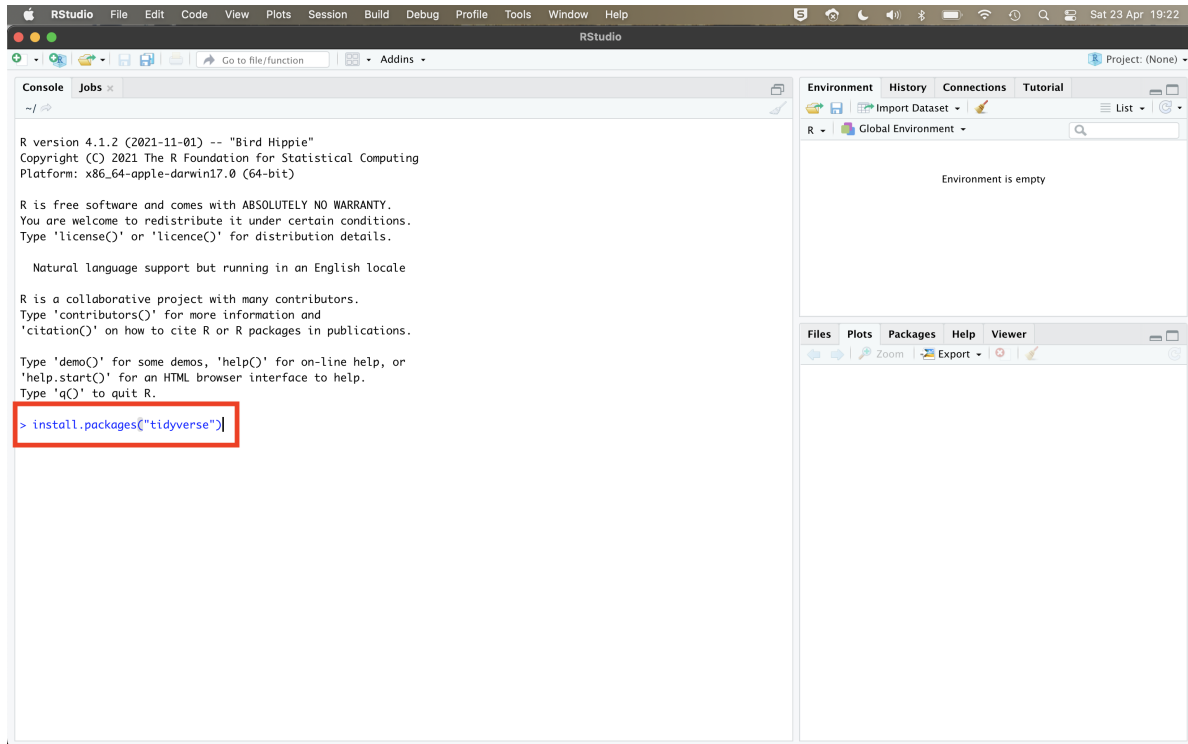 RStudio File Edit Code View Plots Session Build Debug Profile Tools Window Help Sat 23 Apr 19:22
RStudio
Go to file/function Addins Project: (None)
Console Jobs
~/
R version 4.1.2 (2021-11-01) -- "Bird Hippie"
Copyright (C) 2021 The R Foundation for Statistical Computing
Platform: x86_64-apple-darwin17.0 (64-bit)
R is free software and comes with ABSOLUTELY NO WARRANTY.
You are welcome to redistribute it under certain conditions.
Type 'license()' or 'licence()' for distribution details.
Natural language support but running in an English locale
R is a collaborative project with many contributors.
Type 'contributors()' for more information and
'citation()' on how to cite R or R packages in publications.
Type 'demo()' for some demos, 'help()' for on-line help, or
'help.start()' for an HTML browser interface to help.
Type 'q()' to quit R.
> install.packages("tidyverse")
Environment History Connections Tutorial
Import Dataset List
R Global Environment
Environment is empty
Files Plots Packages Help Viewer
Zoom Export